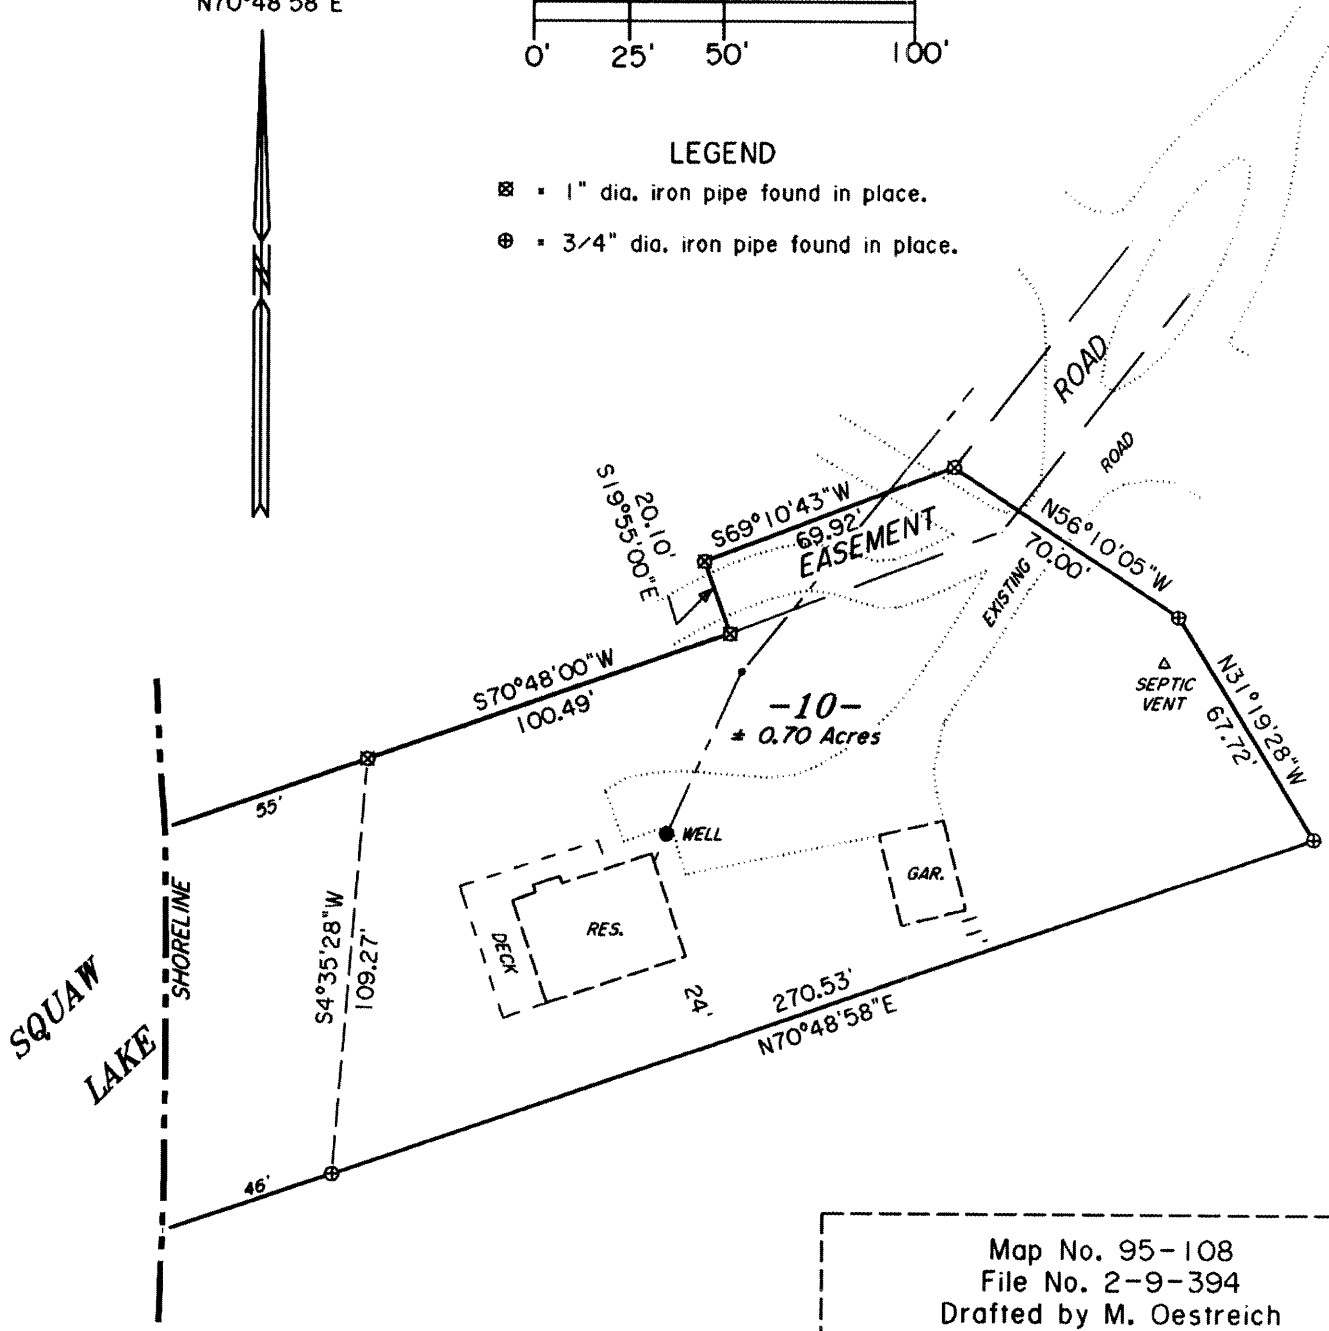 N70°48'58"E
0' 25' 50' 100'
LEGEND
= 1" dia. iron pipe found in place.
= 3/4" dia. iron pipe found in place.
ROAD
ROAD
S19°55'00"E
20.10'
S69°10'43"W
69.92'
EASEMENT
N56°10'05"W
70.00'
EXISTING
SEPTIC
VENT
N31°19'28"W
67.72'
S70°48'00"W
100.49'
-10-
± 0.70 Acres
55'
WELL
GAR.
RES.
DECK
24'
SHORELINE
S4°35'28"W
109.27'
SQUAW
LAKE
270.53'
N70°48'58"E
46'
Map No. 95-108
File No. 2-9-394
Drafted by M. Oestreich